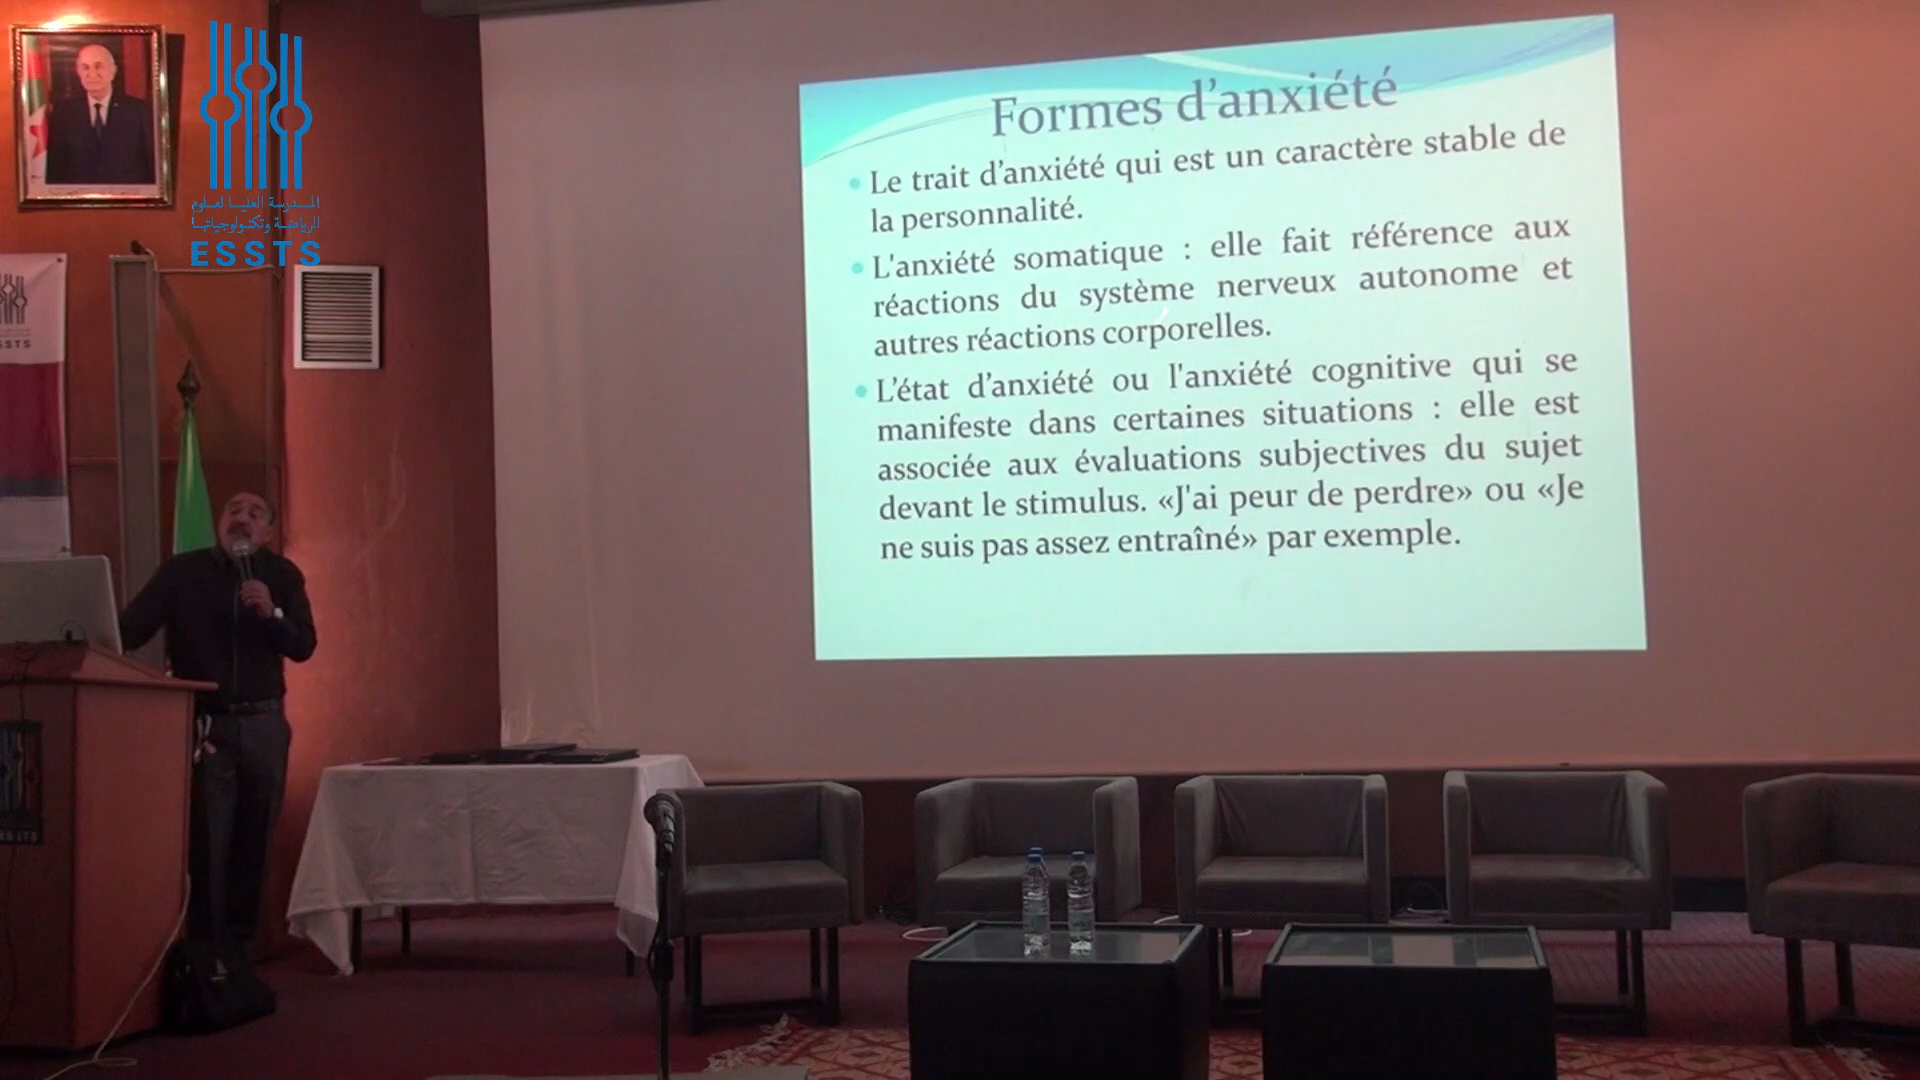 المدرسة العليا لعلوم
الرياضة وتكنولوجياتها
ESSTS
Formes d’anxiété
Le trait d’anxiété qui est un caractère stable de
la personnalité.
L'anxiété somatique : elle fait référence aux
réactions du système nerveux autonome et
autres réactions corporelles.
L’état d’anxiété ou l'anxiété cognitive qui se
manifeste dans certaines situations : elle est
associée aux évaluations subjectives du sujet
devant le stimulus. «J'ai peur de perdre» ou «Je
ne suis pas assez entraîné» par exemple.